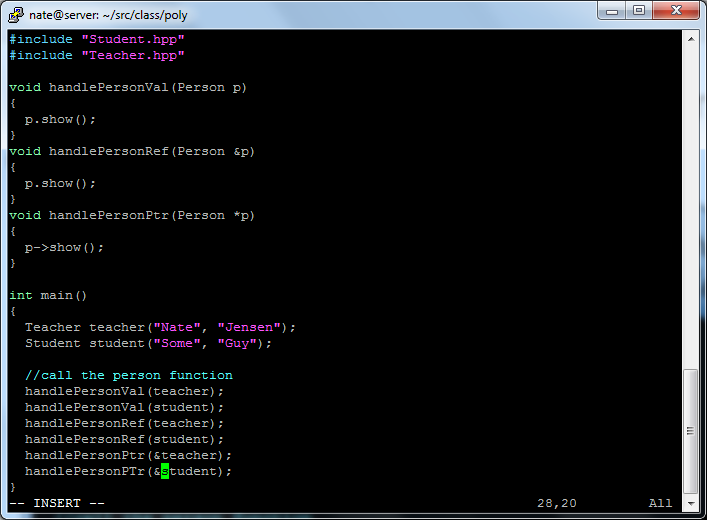 nate@server: ~/src/class/poly
#include "Student.hpp"
#include "Teacher.hpp"
void handlePersonVal(Person p)
{
  p.show();
}
void handlePersonRef(Person &p)
{
  p.show();
}
void handlePersonPtr(Person *p)
{
  p->show();
}
int main()
{
  Teacher teacher("Nate", "Jensen");
  Student student("Some", "Guy");
  //call the person function
  handlePersonVal(teacher);
  handlePersonVal(student);
  handlePersonRef(teacher);
  handlePersonRef(student);
  handlePersonPtr(&teacher);
  handlePersonPTr(&student);
}
-- INSERT -- 28,20 All